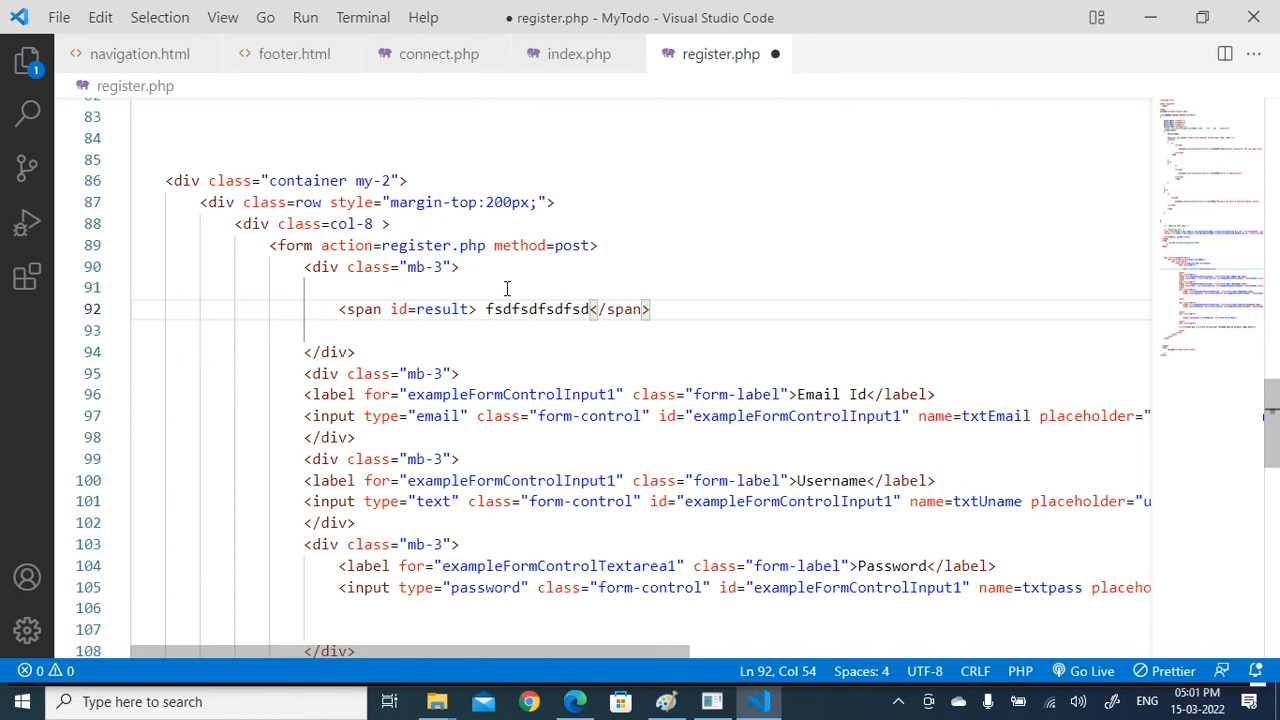 File Edit Selection View Go Run Terminal Help ● register.php - MyTodo - Visual Studio Code
navigation.html footer.html connect.php index.php register.php
register.php
82
83
84
85
86 <div class="container my-2">
87 <div class=row style="margin-top:200px;">
88 <div class="col-8">
89 <form action=register.php method=post>
90 <div class="mb-3">
91
92 <span id=result> </span>
93
94 </div>
95 <div class="mb-3">
96 <label for="exampleFormControlInput1" class="form-label">Email Id</label>
97 <input type="email" class="form-control" id="exampleFormControlInput1" name=txtEmail placeholder="
98 </div>
99 <div class="mb-3">
100 <label for="exampleFormControlInput1" class="form-label">Username</label>
101 <input type="text" class="form-control" id="exampleFormControlInput1" name=txtUname placeholder="u
102 </div>
103 <div class="mb-3">
104 <label for="exampleFormControlTextarea1" class="form-label">Password</label>
105 <input type="password" class="form-control" id="exampleFormControlInput1" name=txtpass placeho
106
107
108 </div>
0 0 Ln 92, Col 54 Spaces: 4 UTF-8 CRLF PHP Go Live Prettier
Type here to search ENG 05:01 PM
15-03-2022
1